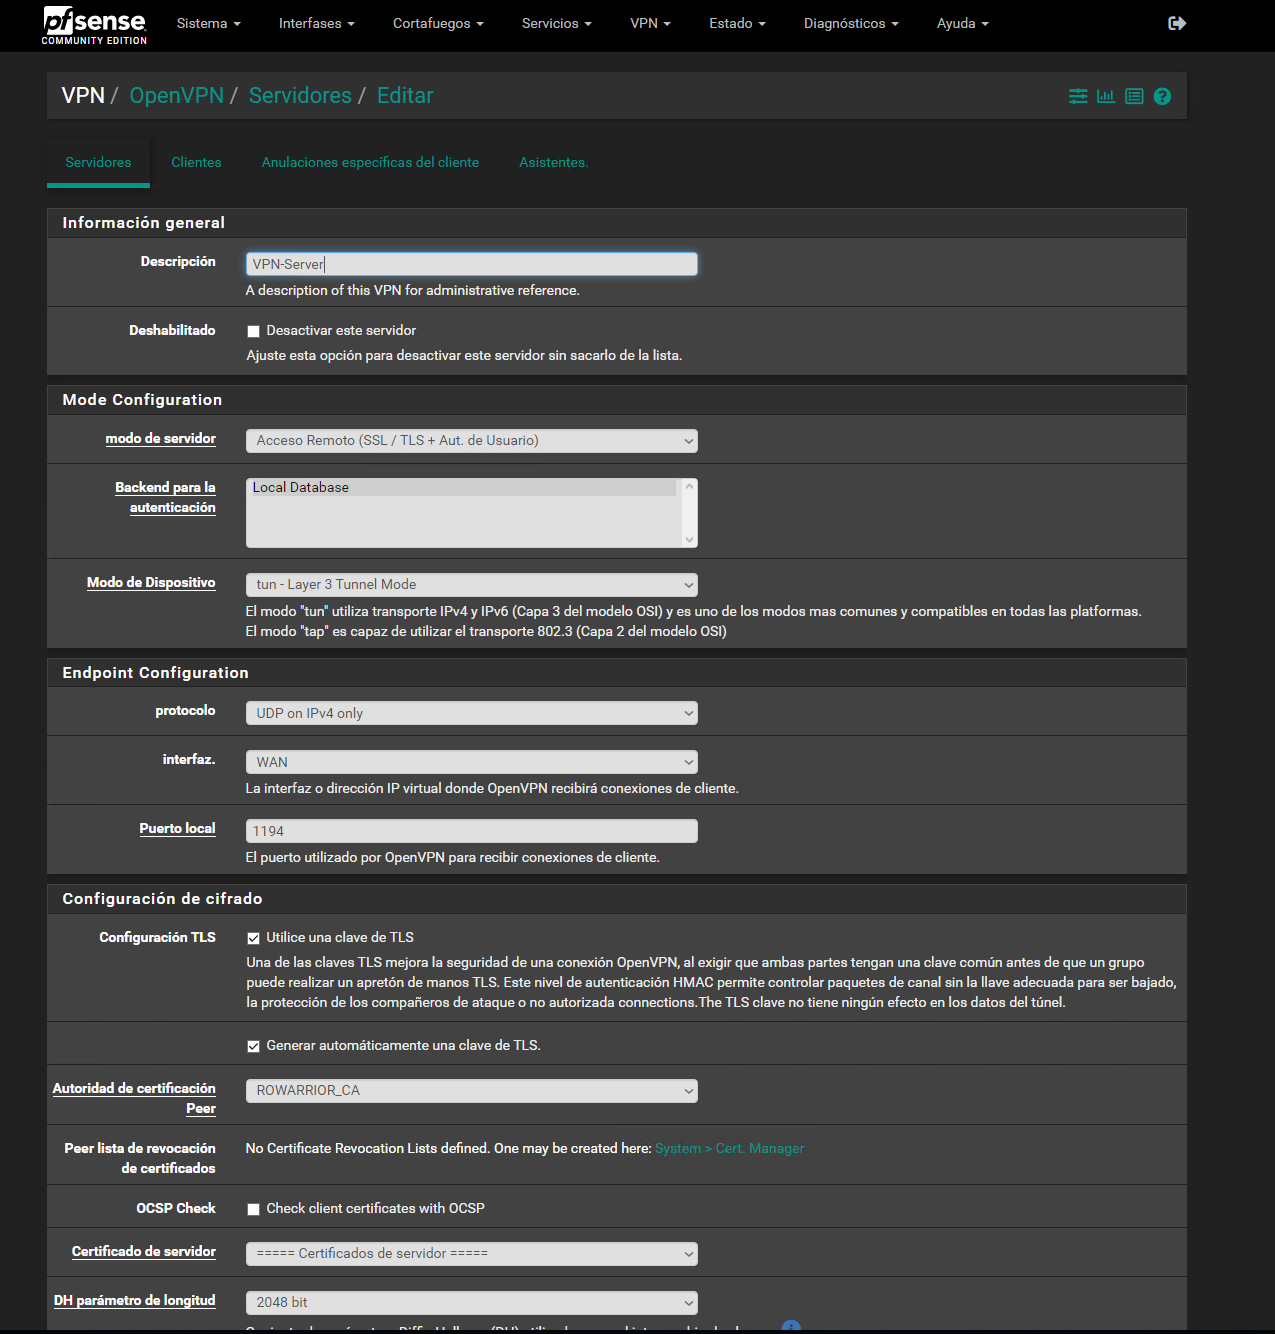 pfsense
COMMUNITY EDITION
Sistema
Interfases
Cortafuegos
Servicios
VPN
Estado
Diagnósticos
Ayuda
VPN / OpenVPN / Servidores / Editar
Servidores
Clientes
Anulaciones específicas del cliente
Asistentes.
Información general
Descripción
VPN-Server
A description of this VPN for administrative reference.
Deshabilitado
Desactivar este servidor
Ajuste esta opción para desactivar este servidor sin sacarlo de la lista.
Mode Configuration
modo de servidor
Acceso Remoto (SSL / TLS + Aut. de Usuario)
Backend para la
autenticación
Local Database
Modo de Dispositivo
tun - Layer 3 Tunnel Mode
El modo "tun" utiliza transporte IPv4 y IPv6 (Capa 3 del modelo OSI) y es uno de los modos mas comunes y compatibles en todas las platformas.
El modo "tap" es capaz de utilizar el transporte 802.3 (Capa 2 del modelo OSI)
Endpoint Configuration
protocolo
UDP on IPv4 only
interfaz.
WAN
La interfaz o dirección IP virtual donde OpenVPN recibirá conexiones de cliente.
Puerto local
1194
El puerto utilizado por OpenVPN para recibir conexiones de cliente.
Configuración de cifrado
Configuración TLS
Utilice una clave de TLS
Una de las claves TLS mejora la seguridad de una conexión OpenVPN, al exigir que ambas partes tengan una clave común antes de que un grupo
puede realizar un apretón de manos TLS. Este nivel de autenticación HMAC permite controlar paquetes de canal sin la llave adecuada para ser bajado,
la protección de los compañeros de ataque o no autorizada connections.The TLS clave no tiene ningún efecto en los datos del túnel.
Generar automáticamente una clave de TLS.
Autoridad de certificación
Peer
ROWARRIOR_CA
Peer lista de revocación
de certificados
No Certificate Revocation Lists defined. One may be created here: System > Cert. Manager
OCSP Check
Check client certificates with OCSP
Certificado de servidor
===== Certificados de servidor =====
DH parámetro de longitud
2048 bit